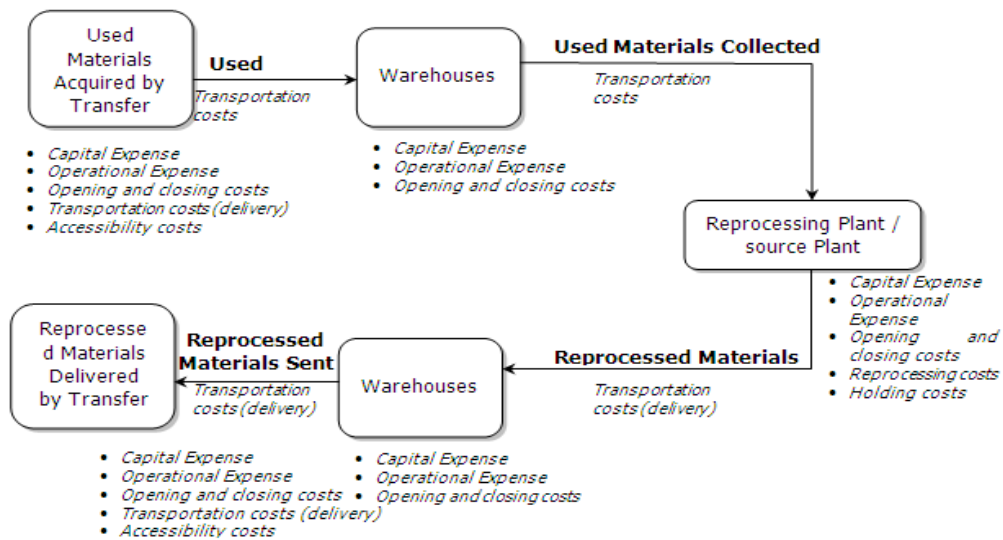 Used
Materials
Acquired by
Transfer
Used
Transportation
costs
Warehouses
Used Materials Collected
Transportation
costs
• Capital Expense
• Operational Expense
• Opening and closing costs
• Transportation costs (delivery)
• Accessibility costs
• Capital Expense
• Operational Expense
• Opening and closing costs
Reprocessing Plant /
source Plant
• Capital Expense
• Operational
Expense
• Opening and
closing costs
• Reprocessing costs
• Holding costs
Reprocessed Materials
Transportation
costs (delivery)
Warehouses
Reprocessed
Materials Sent
Transportation
costs (delivery)
Reprocesse
d Materials
Delivered
by Transfer
• Capital Expense
• Operational Expense
• Opening and closing costs
• Transportation costs (delivery)
• Accessibility costs
• Capital Expense
• Operational Expense
• Opening and closing costs